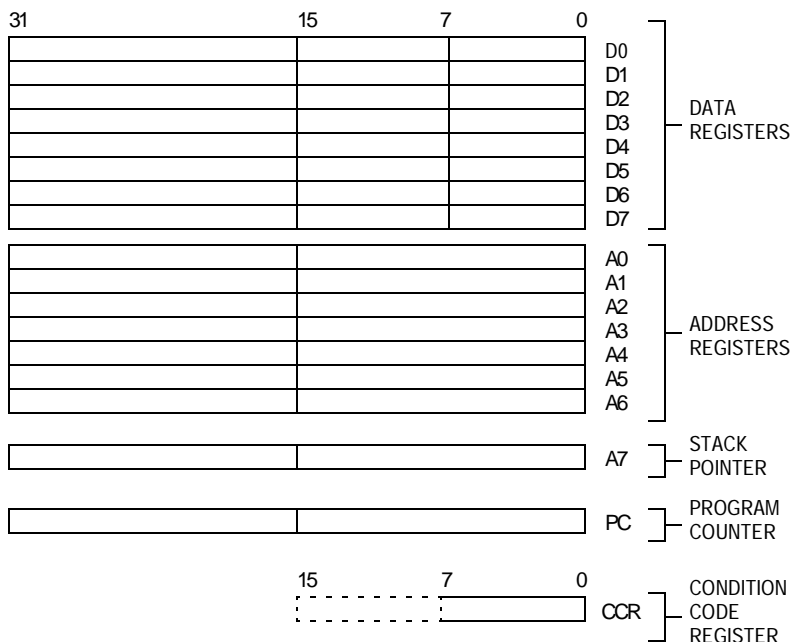 31 15 7 0
D0
D1
D2
D3
D4
D5
D6
D7
DATA
REGISTERS
A0
A1
A2
A3
A4
A5
A6
ADDRESS
REGISTERS
A7
STACK
POINTER
PC
PROGRAM
COUNTER
15 7 0
CCR
CONDITION
CODE
REGISTER